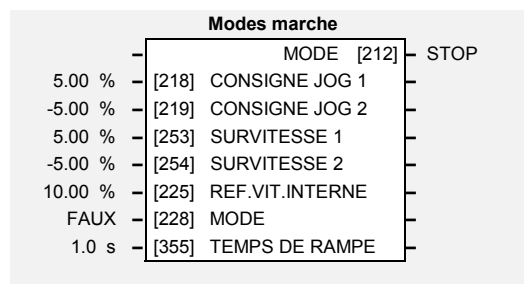 Modes marche
MODE [212] STOP
5.00 % [218] CONSIGNE JOG 1
-5.00 % [219] CONSIGNE JOG 2
5.00 % [253] SURVITESSE 1
-5.00 % [254] SURVITESSE 2
10.00 % [225] REF.VIT.INTERNE
FAUX [228] MODE
1.0 s [355] TEMPS DE RAMPE